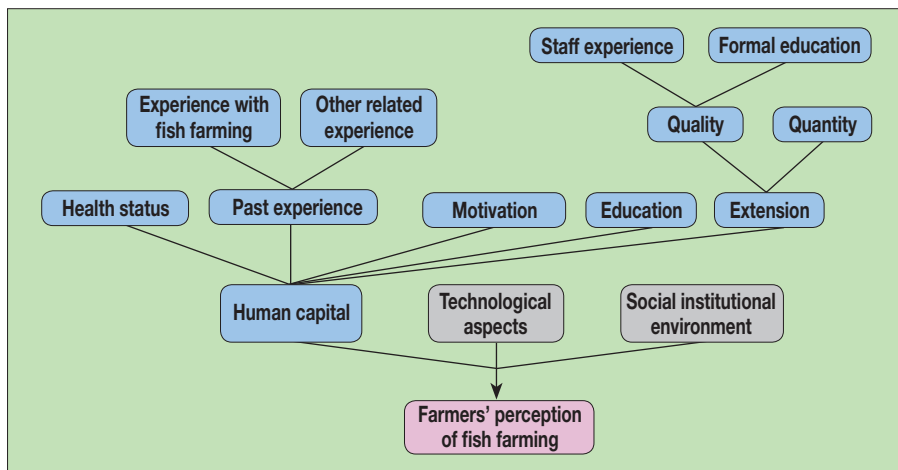 Staff experience
Formal education
Experience with
fish farming
Other related
experience
Quality
Quantity
Health status
Past experience
Motivation
Education
Extension
Human capital
Technological
aspects
Social institutional
environment
Farmers' perception
of fish farming